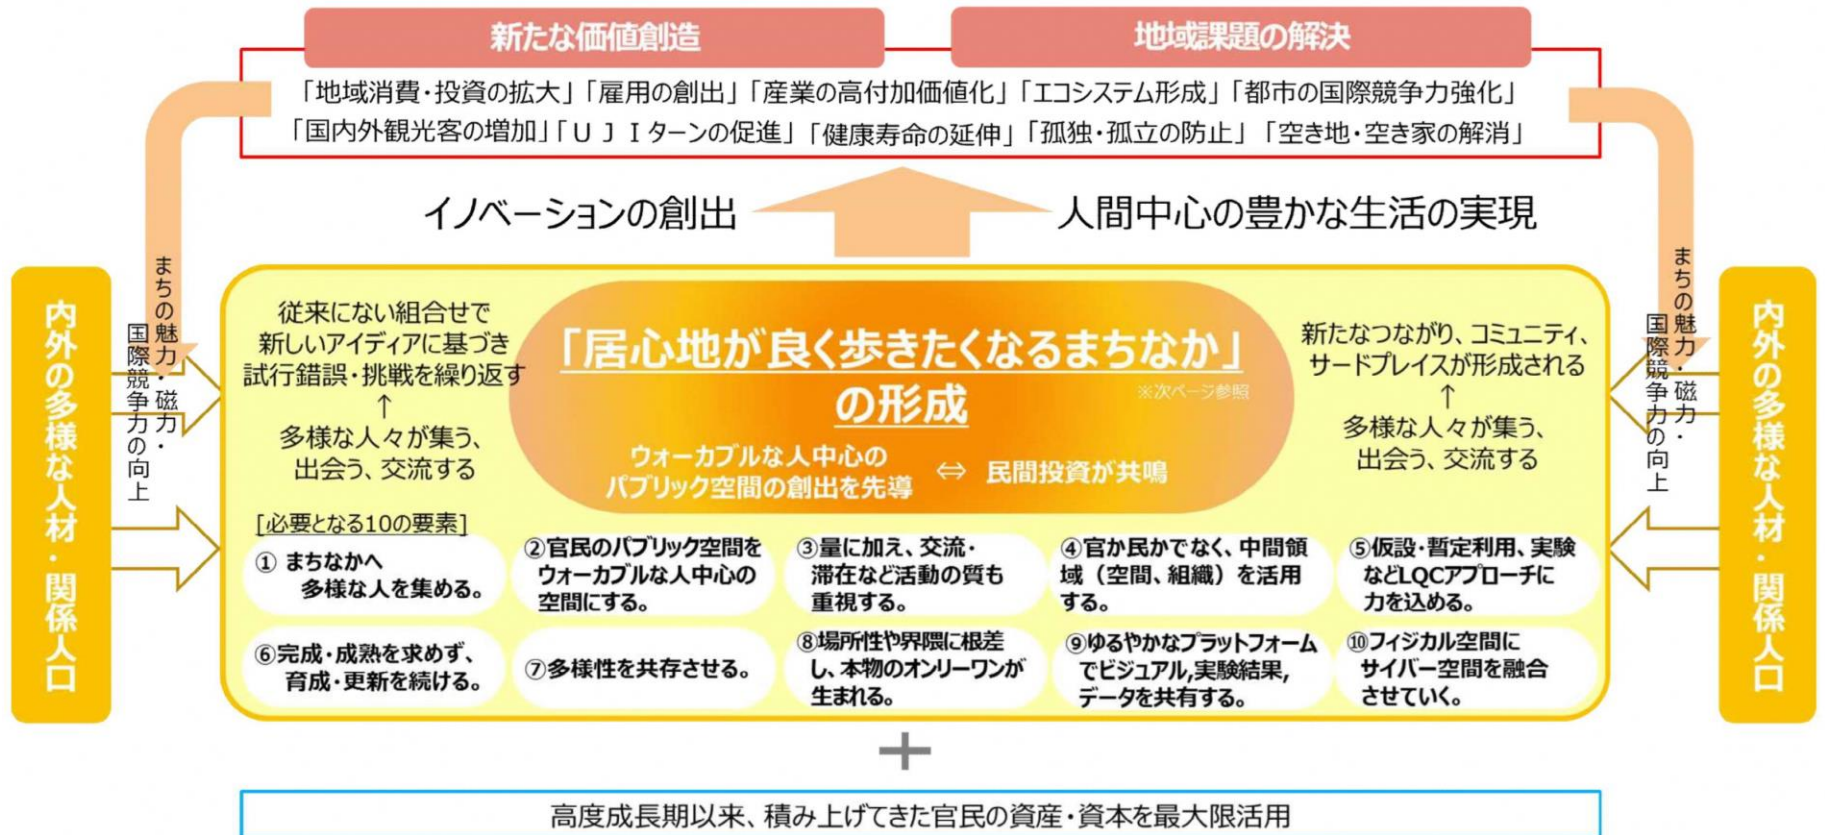 新たな価値創造
地域課題の解決
「地域消費・投資の拡大」「雇用の創出」「産業の高付加価値化」「エコシステム形成」「都市の国際競争力強化」
「国内外観光客の増加」「ＵＪＩターンの促進」「健康寿命の延伸」「孤独・孤立の防止」「空き地・空き家の解消」
イノベーションの創出
人間中心の豊かな生活の実現
内外の多様な人材・関係人口
まちの魅力・磁力・
国際競争力の向上
従来にない組合せで
新しいアイディアに基づき
試行錯誤・挑戦を繰り返す
↑
多様な人々が集う、
出会う、交流する
「居心地が良く歩きたくなるまちなか」
の形成
※次ページ参照
ウォーカブルな人中心の
パブリック空間の創出を先導
⇔
民間投資が共鳴
新たなつながり、コミュニティ、
サードプレイスが形成される
↑
多様な人々が集う、
出会う、交流する
まちの魅力・磁力・
国際競争力の向上
内外の多様な人材・関係人口
[必要となる10の要素]
① まちなかへ
多様な人を集める。
②官民のパブリック空間を
ウォーカブルな人中心の
空間にする。
③量に加え、交流・
滞在など活動の質も
重視する。
④官か民かでなく、中間領
域（空間、組織）を活用
する。
⑤仮設・暫定利用、実験
などLQCアプローチに
力を込める。
⑥完成・成熟を求めず、
育成・更新を続ける。
⑦多様性を共存させる。
⑧場所性や界隈に根差
し、本物のオンリーワンが
生まれる。
⑨ゆるやかなプラットフォーム
でビジュアル,実験結果,
データを共有する。
⑩フィジカル空間に
サイバー空間を融合
させていく。
＋
高度成長期以来、積み上げてきた官民の資産・資本を最大限活用